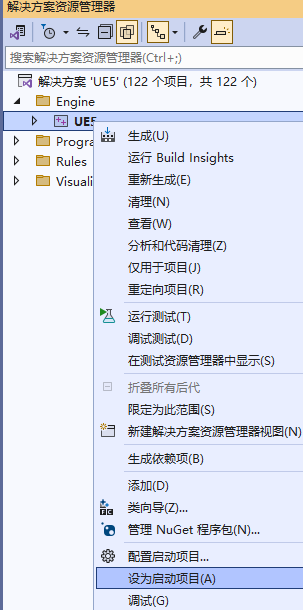 解决方案资源管理器
搜索解决方案资源管理器(Ctrl+;)
解决方案 'UE5' (122 个项目，共 122 个)
Engine
UE5
生成(U)
Progra
运行 Build Insights
Rules
重新生成(E)
Visuali
清理(N)
查看(W)
分析和代码清理(Z)
仅用于项目(J)
重定向项目(R)
运行测试(T)
调试测试(D)
在测试资源管理器中显示(S)
折叠所有后代
限定为此范围(S)
新建解决方案资源管理器视图(N)
生成依赖项(B)
添加(D)
类向导(Z)...
管理 NuGet 程序包(N)...
配置启动项目...
设为启动项目(A)
调试(G)